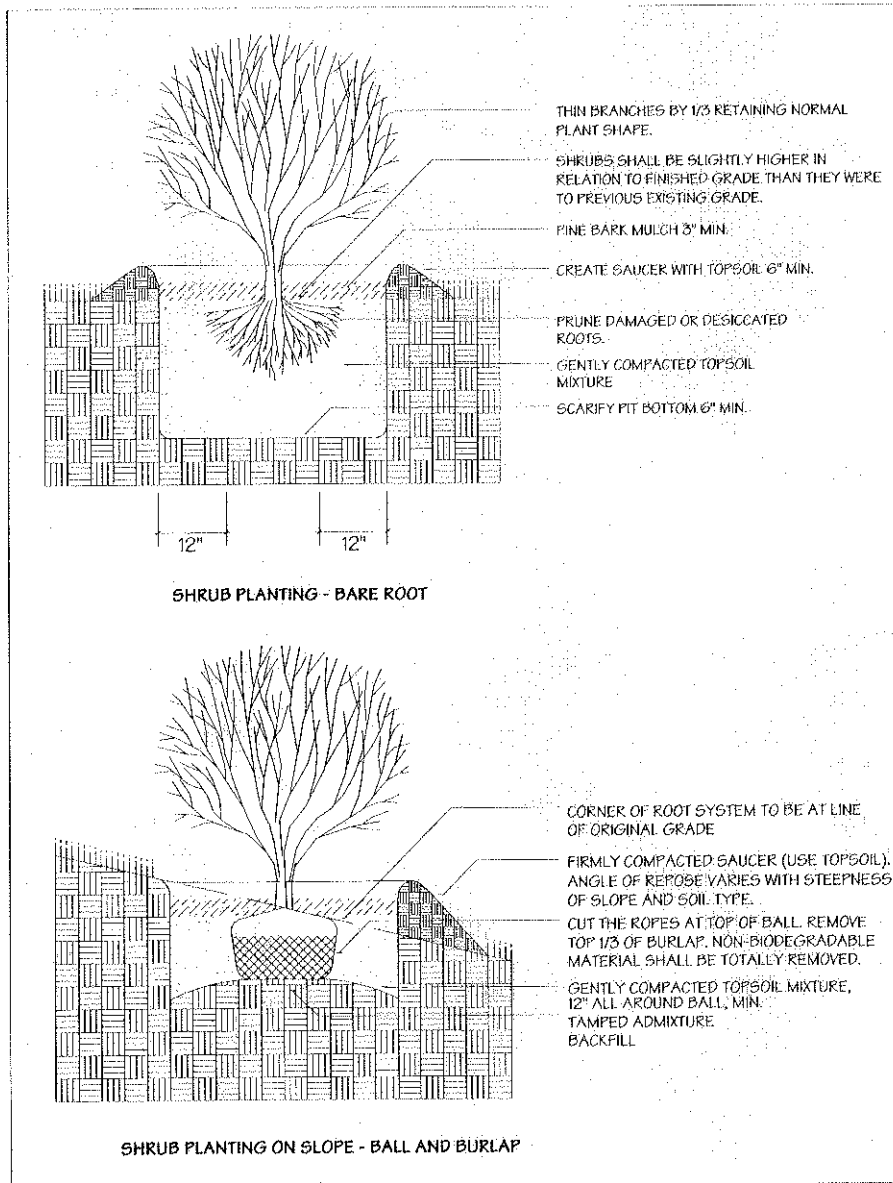 THIN BRANCHES BY 1/3 RETAINING NORMAL
PLANT SHAPE.
SHRUBS SHALL BE SLIGHTLY HIGHER IN
RELATION TO FINISHED GRADE THAN THEY WERE
TO PREVIOUS EXISTING GRADE.
PINE BARK MULCH 3" MIN.
CREATE SAUCER WITH TOPSOIL 6" MIN.
PRUNE DAMAGED OR DESICCATED
ROOTS.
GENTLY COMPACTED TOPSOIL
MIXTURE
SCARIFY PIT BOTTOM 6" MIN.
12" 12"
SHRUB PLANTING - BARE ROOT
CORNER OF ROOT SYSTEM TO BE AT LINE
OF ORIGINAL GRADE
FIRMLY COMPACTED SAUCER (USE TOPSOIL).
ANGLE OF REPOSE VARIES WITH STEEPNESS
OF SLOPE AND SOIL TYPE.
CUT THE ROPES AT TOP OF BALL. REMOVE
TOP 1/3 OF BURLAP. NON-BIODEGRADABLE
MATERIAL SHALL BE TOTALLY REMOVED.
GENTLY COMPACTED TOPSOIL MIXTURE,
12" ALL AROUND BALL, MIN.
TAMPED ADMIXTURE
BACKFILL
SHRUB PLANTING ON SLOPE - BALL AND BURLAP